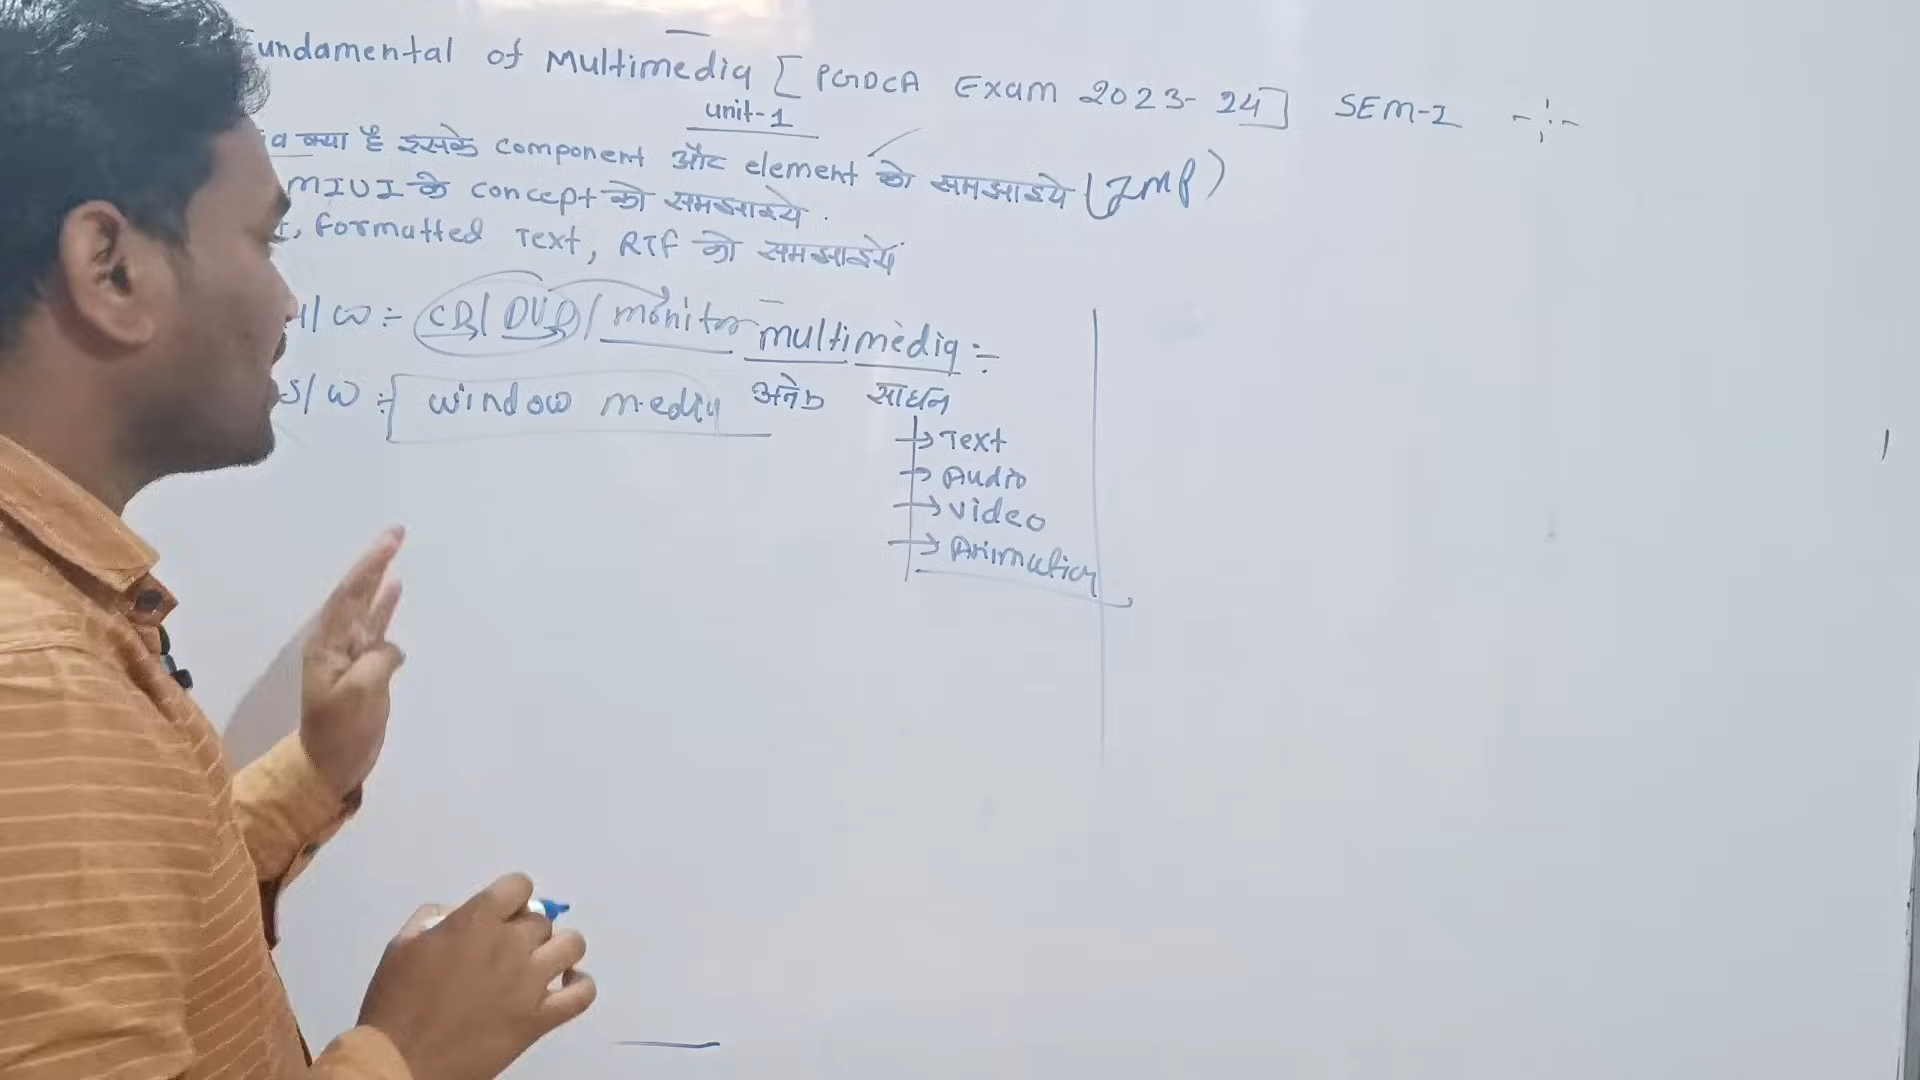 undamental of Multimedia [PGDCA Exam 2023-24] SEM-I
unit-1
a क्या है इसके component और element को समझाइये (IMP)
MIUI के concept को समझाइये.
t, Formatted Text, RTF को समझाइये
H/W :- CD/DVD/monitor
multimedia :-
S/W :- window media
अनेक साधन
→ Text
→ Audio
→ video
→ Animation